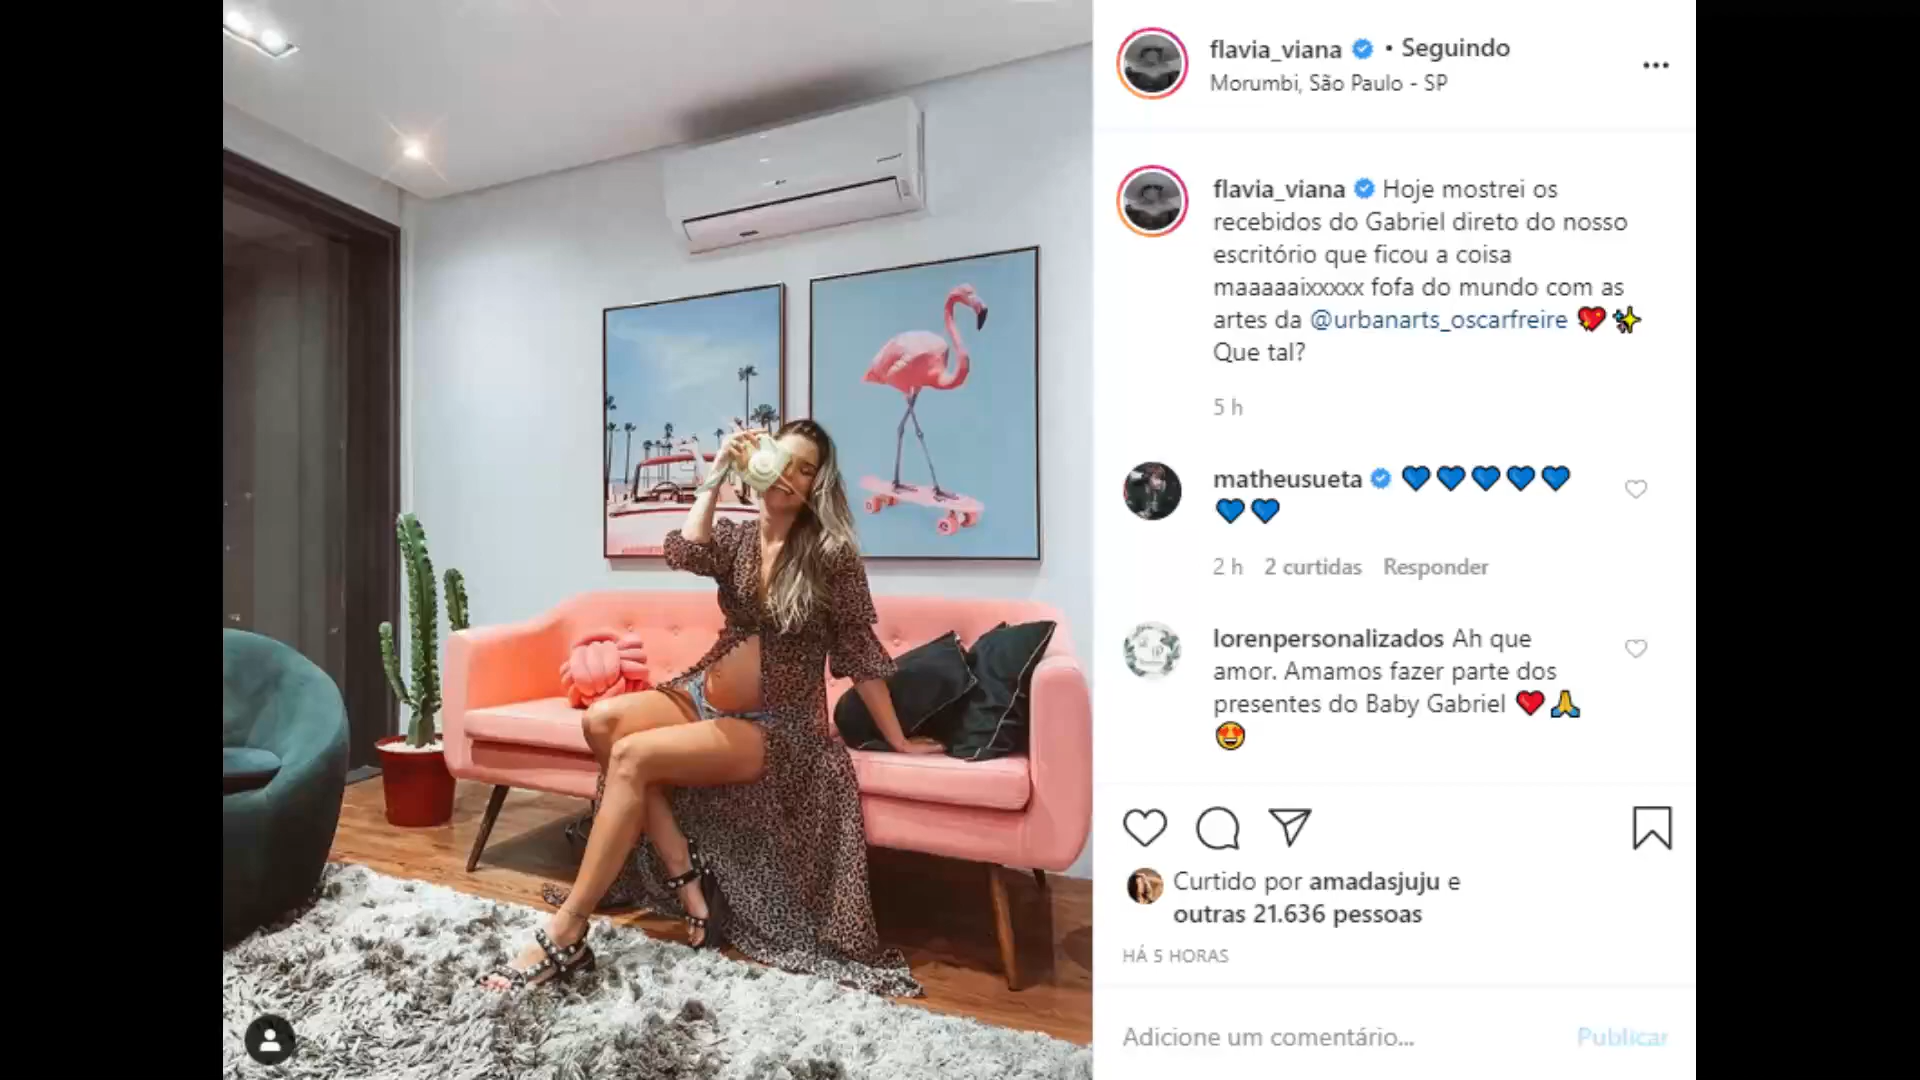 flavia_viana • Seguindo
Morumbi, São Paulo - SP
flavia_viana Hoje mostrei os
recebidos do Gabriel direto do nosso
escritório que ficou a coisa
maaaaaixxxxx fofa do mundo com as
artes da @urbanarts_oscarfreire 💖✨
Que tal?
5 h
matheusueta 💙💙💙💙💙
💙💙
2 h 2 curtidas Responder
lorenpersonalizados Ah que
amor. Amamos fazer parte dos
presentes do Baby Gabriel ❤️🙏
😍
Curtido por amadasjuju e
outras 21.636 pessoas
HÁ 5 HORAS
Adicione um comentário... Publicar